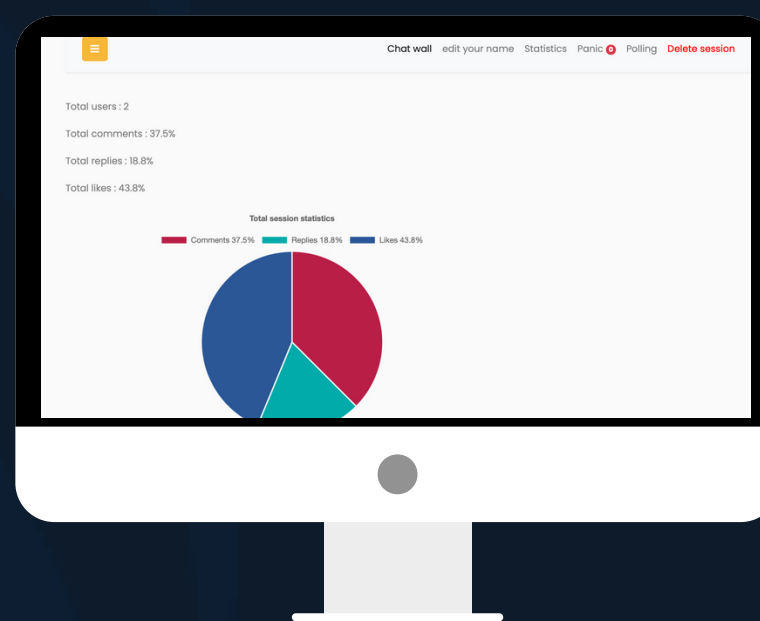 Chat wall edit your name Statistics Panic 0 Polling Delete session
Total users : 2
Total comments : 37.5%
Total replies : 18.8%
Total likes : 43.8%
Total session statistics
Comments 37.5% Replies 18.8% Likes 43.8%